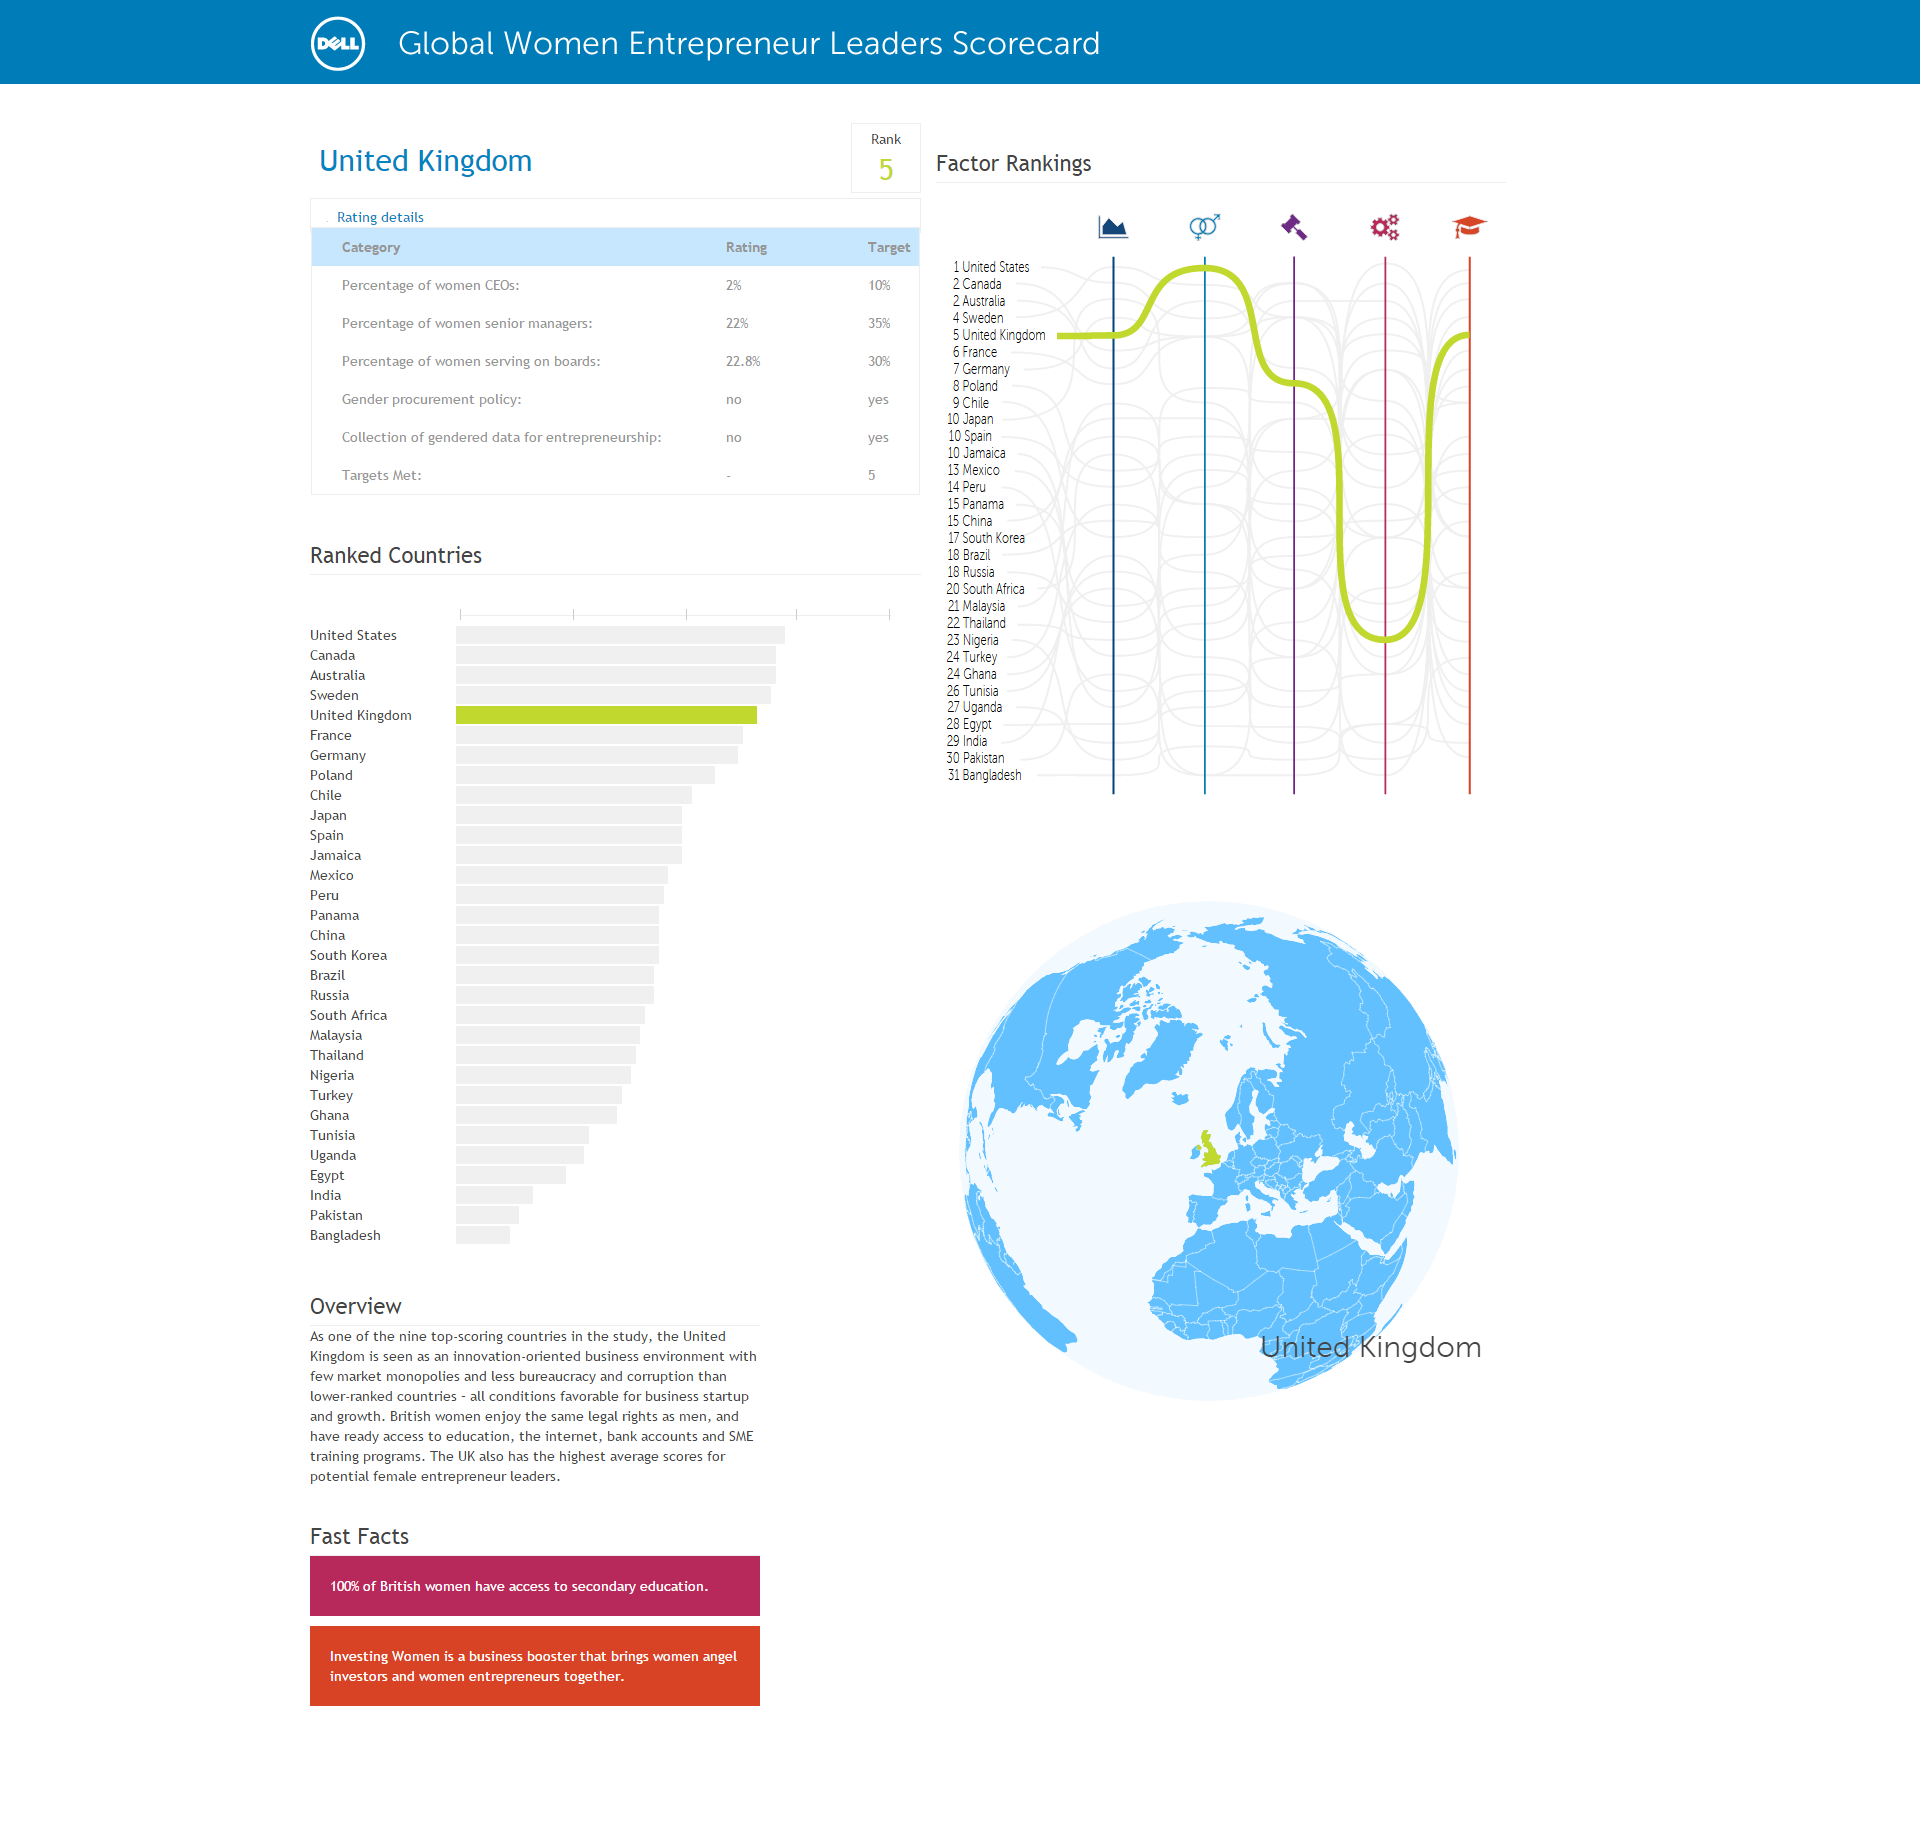 DELL
Global Women Entrepreneur Leaders Scorecard
United Kingdom
Rank
5
Rating details
Category Rating Target
Percentage of women CEOs: 2% 10%
Percentage of women senior managers: 22% 35%
Percentage of women serving on boards: 22.8% 30%
Gender procurement policy: no yes
Collection of gendered data for entrepreneurship: no yes
Targets Met: - 5
Ranked Countries
United States
Canada
Australia
Sweden
United Kingdom
France
Germany
Poland
Chile
Japan
Spain
Jamaica
Mexico
Peru
Panama
China
South Korea
Brazil
Russia
South Africa
Malaysia
Thailand
Nigeria
Turkey
Ghana
Tunisia
Uganda
Egypt
India
Pakistan
Bangladesh
Overview
As one of the nine top-scoring countries in the study, the United
Kingdom is seen as an innovation-oriented business environment with
few market monopolies and less bureaucracy and corruption than
lower-ranked countries – all conditions favorable for business startup
and growth. British women enjoy the same legal rights as men, and
have ready access to education, the internet, bank accounts and SME
training programs. The UK also has the highest average scores for
potential female entrepreneur leaders.
Fast Facts
100% of British women have access to secondary education.
Investing Women is a business booster that brings women angel
investors and women entrepreneurs together.
Factor Rankings
1 United States
2 Canada
2 Australia
4 Sweden
5 United Kingdom
6 France
7 Germany
8 Poland
9 Chile
10 Japan
10 Spain
10 Jamaica
13 Mexico
14 Peru
15 Panama
15 China
17 South Korea
18 Brazil
18 Russia
20 South Africa
21 Malaysia
22 Thailand
23 Nigeria
24 Turkey
24 Ghana
26 Tunisia
27 Uganda
28 Egypt
29 India
30 Pakistan
31 Bangladesh
United Kingdom